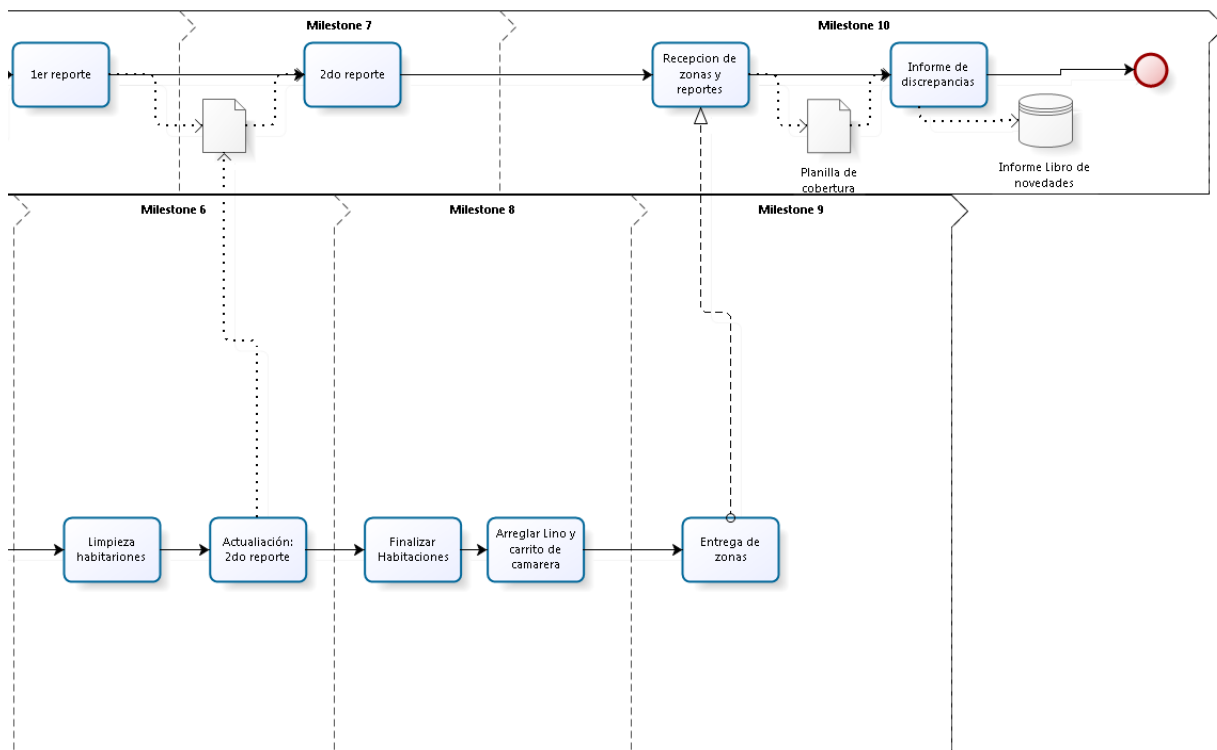 Milestone 7
Milestone 10
1er reporte
2do reporte
Recepcion de
zonas y
reportes
Informe de
discrepancias
Planilla de
cobertura
Informe Libro de
novedades
Milestone 6
Milestone 8
Milestone 9
Limpieza
habitariones
Actualiación:
2do reporte
Finalizar
Habitaciones
Arreglar Lino y
carrito de
camarera
Entrega de
zonas